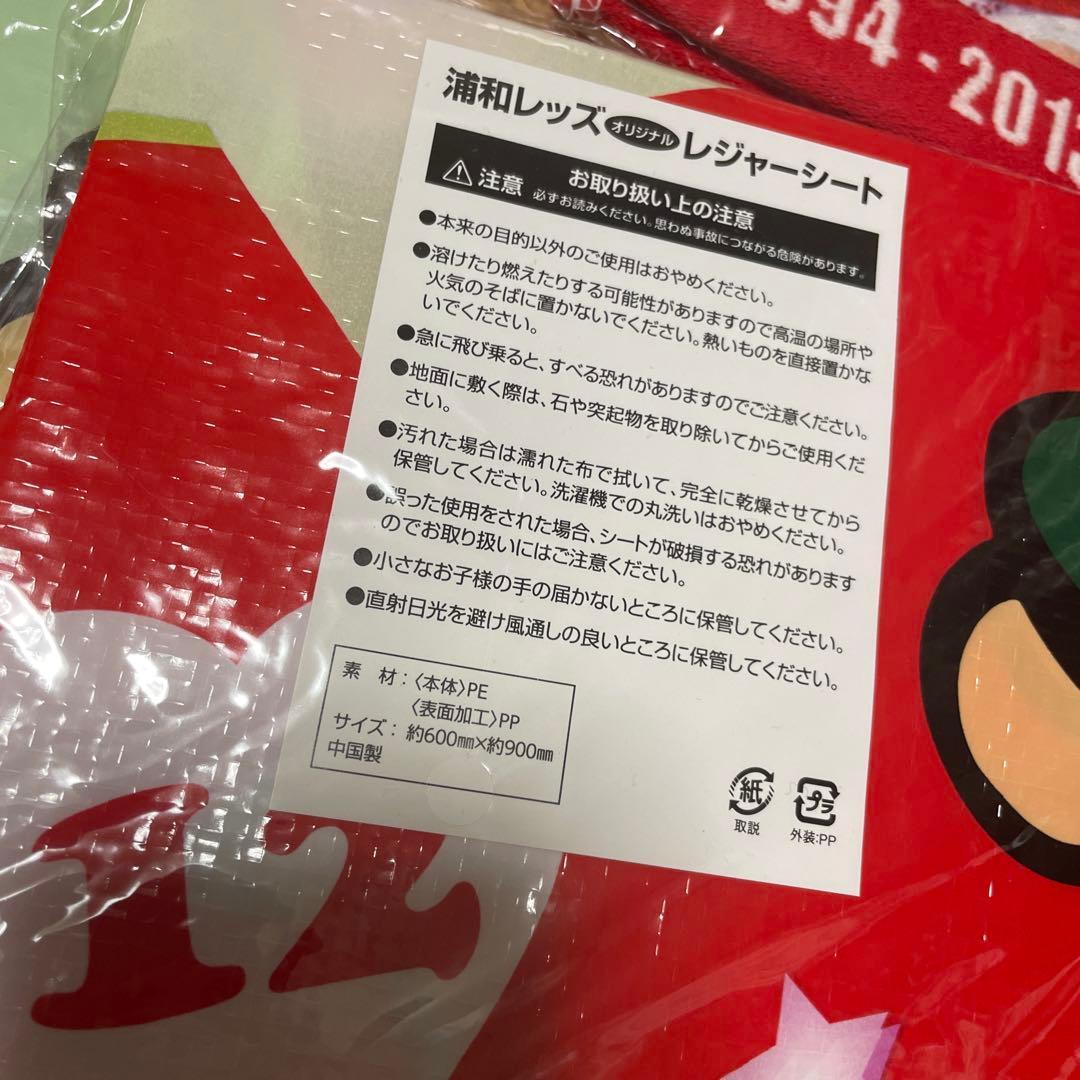 994 - 2013
浦和レッズ オリジナル レジャーシート
⚠注意 お取り扱い上の注意
必ずお読みください。思わぬ事故につながる危険があります。
●本来の目的以外のご使用はおやめください。
●溶けたり燃えたりする可能性がありますので高温の場所や
火気のそばに置かないでください。熱いものを直接置かな
いでください。
●急に飛び乗ると、すべる恐れがありますのでご注意ください。
●地面に敷く際は、石や突起物を取り除いてからご使用くだ
さい。
●汚れた場合は濡れた布で拭いて、完全に乾燥させてから
保管してください。洗濯機での丸洗いはおやめください。
●誤った使用をされた場合、シートが破損する恐れがあります
のでお取り扱いにはご注意ください。
●小さなお子様の手の届かないところに保管してください。
●直射日光を避け風通しの良いところに保管してください。
素 材：〈本体〉PE
〈表面加工〉PP
サイズ：約600㎜×約900㎜
中国製
紙
取説
プラ
外装:PP
12